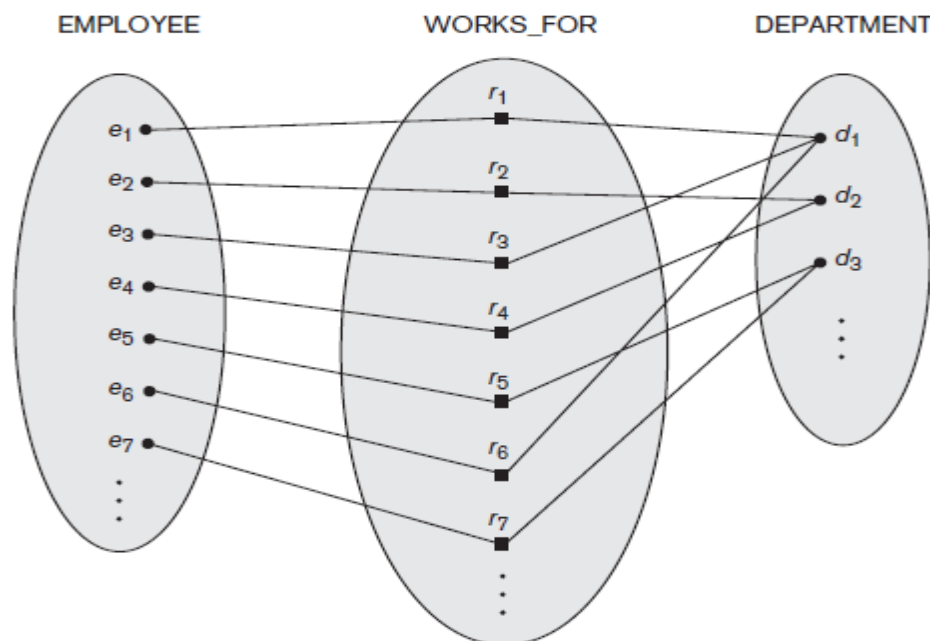 EMPLOYEE WORKS_FOR DEPARTMENT
e1
e2
e3
e4
e5
e6
e7
r1
r2
r3
r4
r5
r6
r7
d1
d2
d3